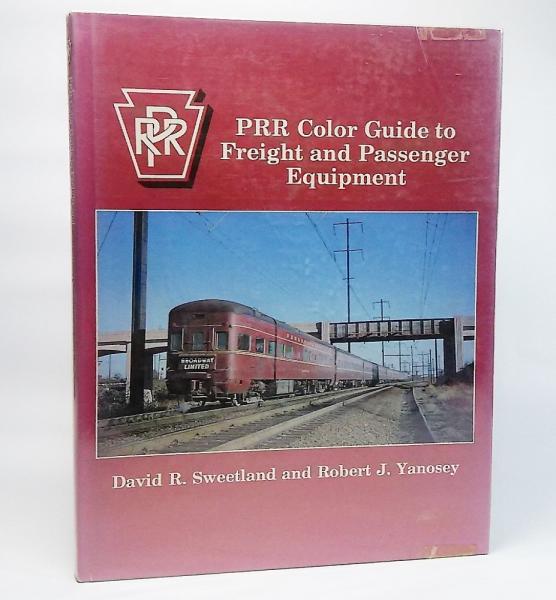 PRR
PRR Color Guide to
Freight and Passenger
Equipment
BROADWAY
LIMITED
David R. Sweetland and Robert J. Yanosey